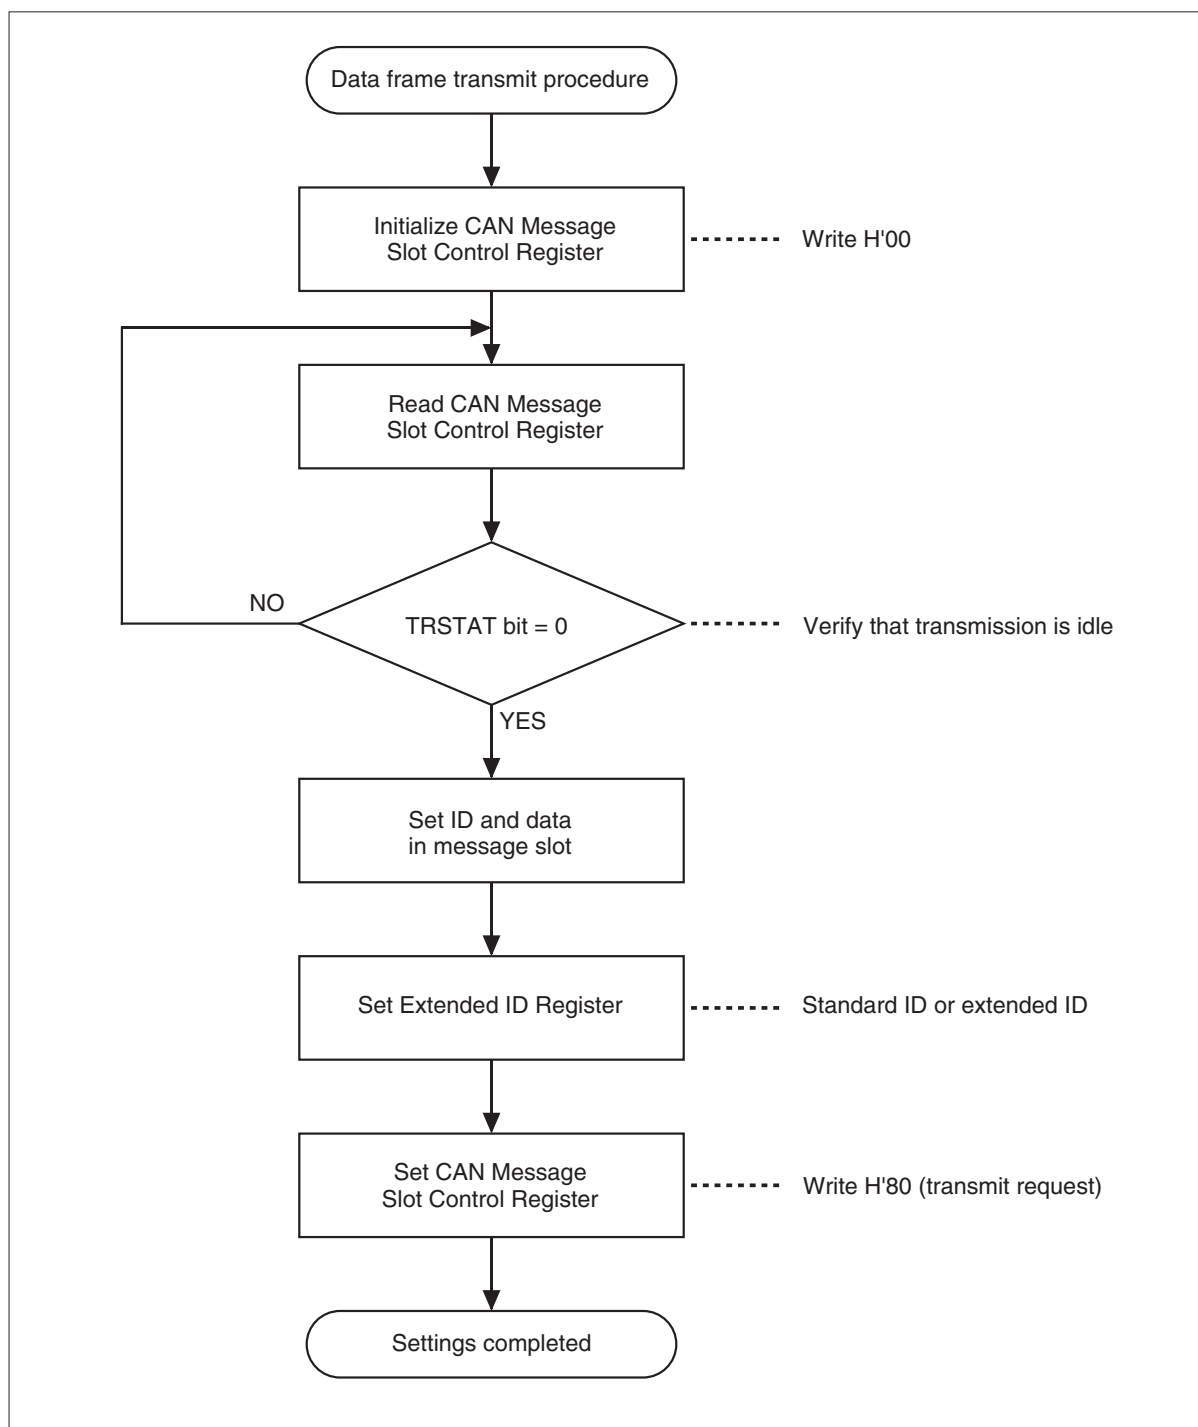 Data frame transmit procedure
Initialize CAN Message
Slot Control Register
Write H'00
Read CAN Message
Slot Control Register
NO
TRSTAT bit = 0
Verify that transmission is idle
YES
Set ID and data
in message slot
Set Extended ID Register
Standard ID or extended ID
Set CAN Message
Slot Control Register
Write H'80 (transmit request)
Settings completed